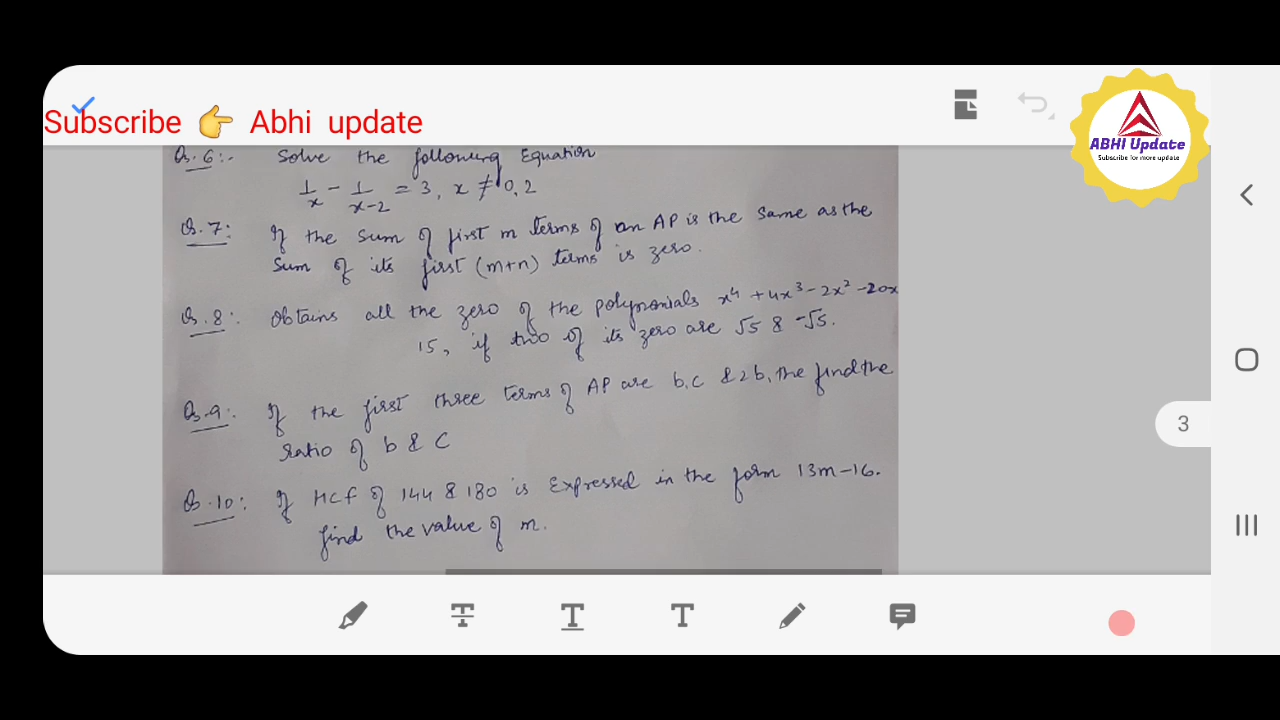 Subscribe 👉 Abhi update
ABHI Update
Subscribe for more update
Q.6:- Solve the following Equation
1/x - 1/x-2 = 3, x ≠ 0,2
Q.7: If the sum of first m terms of an AP is the same as the
sum of its first (m+n) terms is zero.
Q.8: Obtains all the zero of the polynomials x⁴ +4x³-2x²-20x
15, if two of its zero are √5 & -√5.
Q.9: If the first three terms of AP are b,c & 2b, the find the
ratio of b & c
3
Q.10: If HCF of 144 & 180 is expressed in the form 13m-16.
find the value of m.
T T T